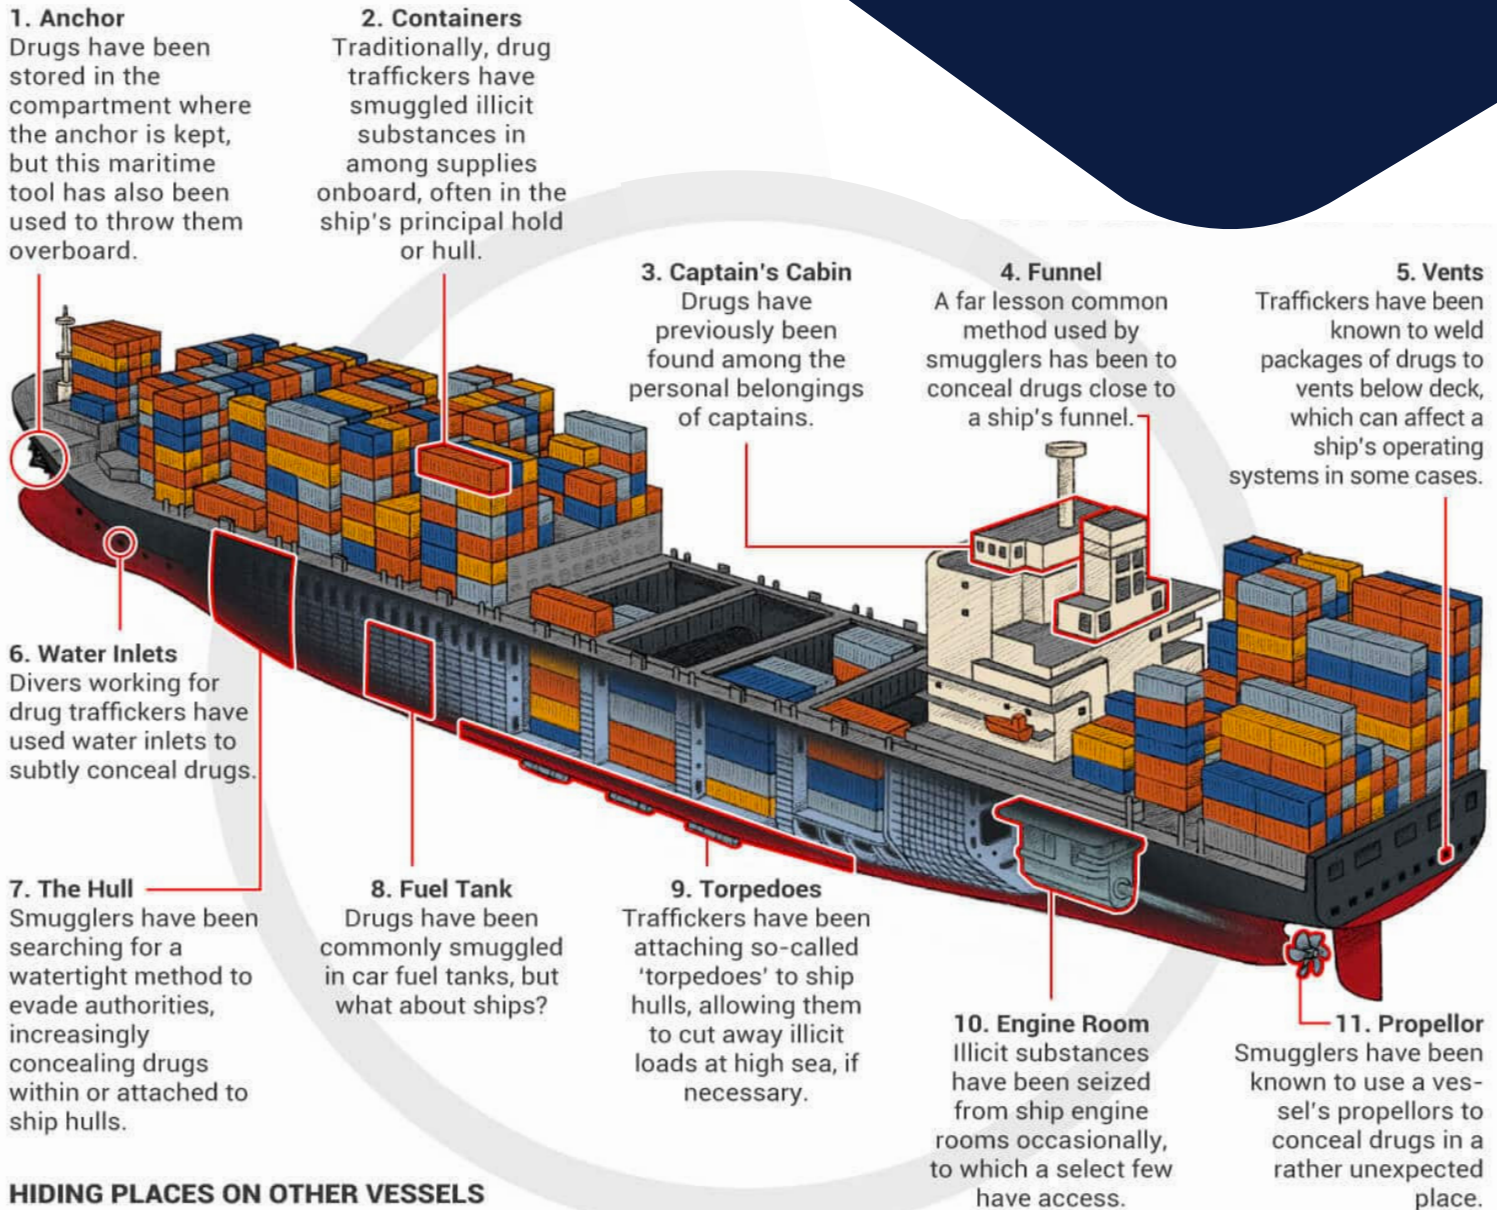 1. Anchor
Drugs have been
stored in the
compartment where
the anchor is kept,
but this maritime
tool has also been
used to throw them
overboard.
2. Containers
Traditionally, drug
traffickers have
smuggled illicit
substances in
among supplies
onboard, often in the
ship's principal hold
or hull.
3. Captain's Cabin
Drugs have
previously been
found among the
personal belongings
of captains.
4. Funnel
A far lesson common
method used by
smugglers has been to
conceal drugs close to
a ship's funnel.
5. Vents
Traffickers have been
known to weld
packages of drugs to
vents below deck,
which can affect a
ship's operating
systems in some cases.
6. Water Inlets
Divers working for
drug traffickers have
used water inlets to
subtly conceal drugs.
7. The Hull
Smugglers have been
searching for a
watertight method to
evade authorities,
increasingly
concealing drugs
within or attached to
ship hulls.
8. Fuel Tank
Drugs have been
commonly smuggled
in car fuel tanks, but
what about ships?
9. Torpedoes
Traffickers have been
attaching so-called
'torpedoes' to ship
hulls, allowing them
to cut away illicit
loads at high sea, if
necessary.
10. Engine Room
Illicit substances
have been seized
from ship engine
rooms occasionally,
to which a select few
have access.
11. Propellor
Smugglers have been
known to use a ves-
sel's propellors to
conceal drugs in a
rather unexpected
place.
HIDING PLACES ON OTHER VESSELS